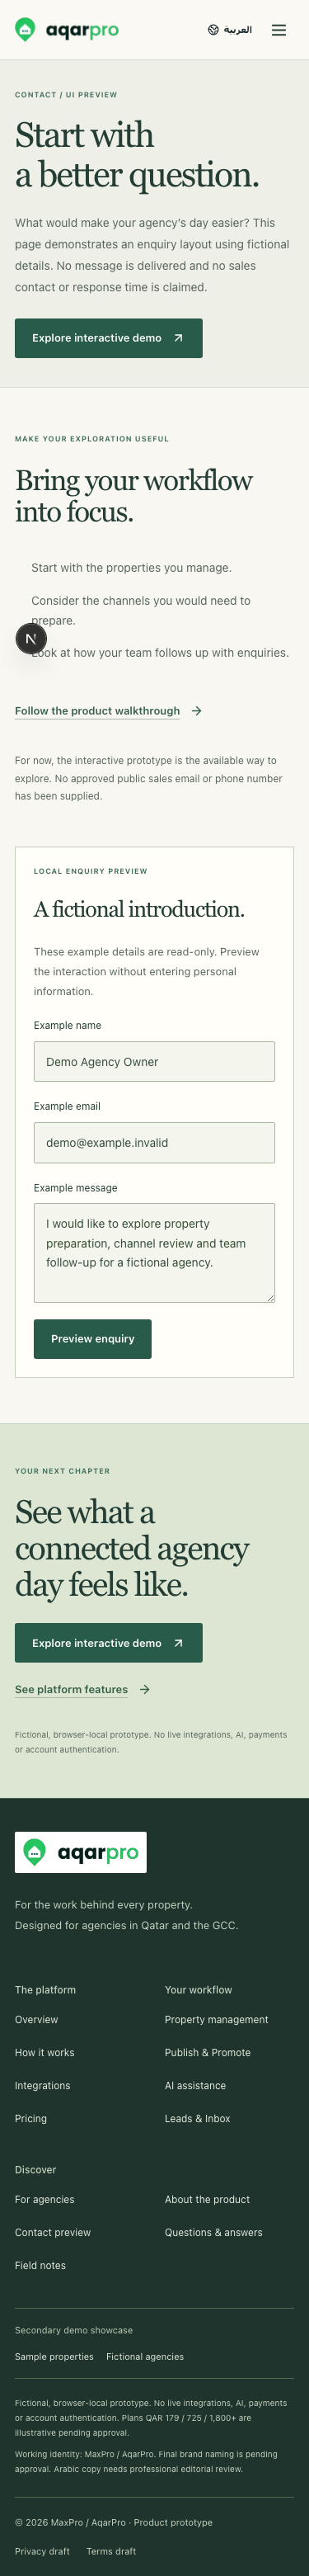 aqarpro
العربية
CONTACT / UI PREVIEW
Start with
a better question.
What would make your agency's day easier? This
page demonstrates an enquiry layout using fictional
details. No message is delivered and no sales
contact or response time is claimed.
Explore interactive demo
MAKE YOUR EXPLORATION USEFUL
Bring your workflow
into focus.
Start with the properties you manage.
Consider the channels you would need to
prepare.
N
Look at how your team follows up with enquiries.
Follow the product walkthrough
For now, the interactive prototype is the available way to
explore. No approved public sales email or phone number
has been supplied.
LOCAL ENQUIRY PREVIEW
A fictional introduction.
These example details are read-only. Preview
the interaction without entering personal
information.
Example name
Demo Agency Owner
Example email
demo@example.invalid
Example message
I would like to explore property
preparation, channel review and team
follow-up for a fictional agency.
Preview enquiry
YOUR NEXT CHAPTER
See what a
connected agency
day feels like.
Explore interactive demo
See platform features
Fictional, browser-local prototype. No live integrations, AI, payments
or account authentication.
aqarpro
For the work behind every property.
Designed for agencies in Qatar and the GCC.
The platform
Overview
How it works
Integrations
Pricing
Your workflow
Property management
Publish & Promote
AI assistance
Leads & Inbox
Discover
For agencies
About the product
Contact preview
Questions & answers
Field notes
Secondary demo showcase
Sample properties
Fictional agencies
Fictional, browser-local prototype. No live integrations, AI, payments
or account authentication. Plans QAR 179 / 725 / 1,800+ are
illustrative pending approval.
Working identity: MaxPro / AqarPro. Final brand naming is pending
approval. Arabic copy needs professional editorial review.
© 2026 MaxPro / AqarPro · Product prototype
Privacy draft
Terms draft